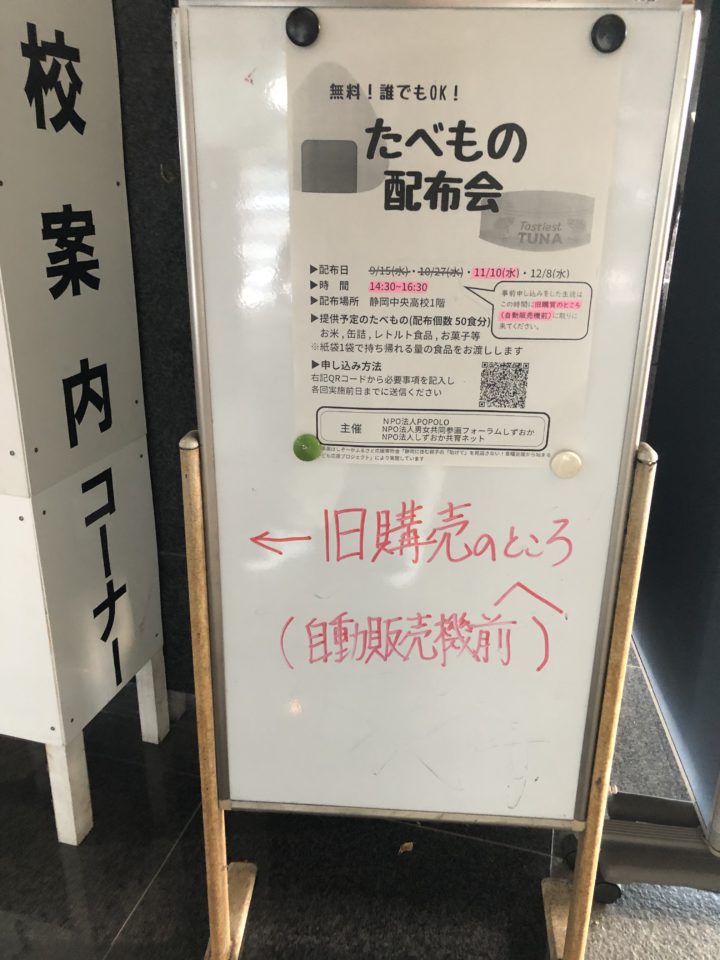 校案内コーナー
無料！誰でもOK！
たべもの
配布会
Tastiest
TUNA
▶配布日 9/15(水)・10/27(水)・11/10(水)・12/8(水)
▶時 間 14:30~16:30
▶配布場所 静岡中央高校1階
事前申し込みをした生徒は
この時間に旧購買のところ
(自動販売機前)に取りに
来てください。
▶提供予定のたべもの(配布個数 50食分)
お米,缶詰,レトルト食品,お菓子等
※紙袋1袋で持ち帰れる量の食品をお渡しします
▶申し込み方法
右記QRコードから必要事項を記入し
各回実施前日までに送信ください
主催
NPO法人POPOLO
NPO法人男女共同参画フォーラムしずおか
NPO法人しずおか共育ネット
←旧購売のところへ
(自動販売機前)